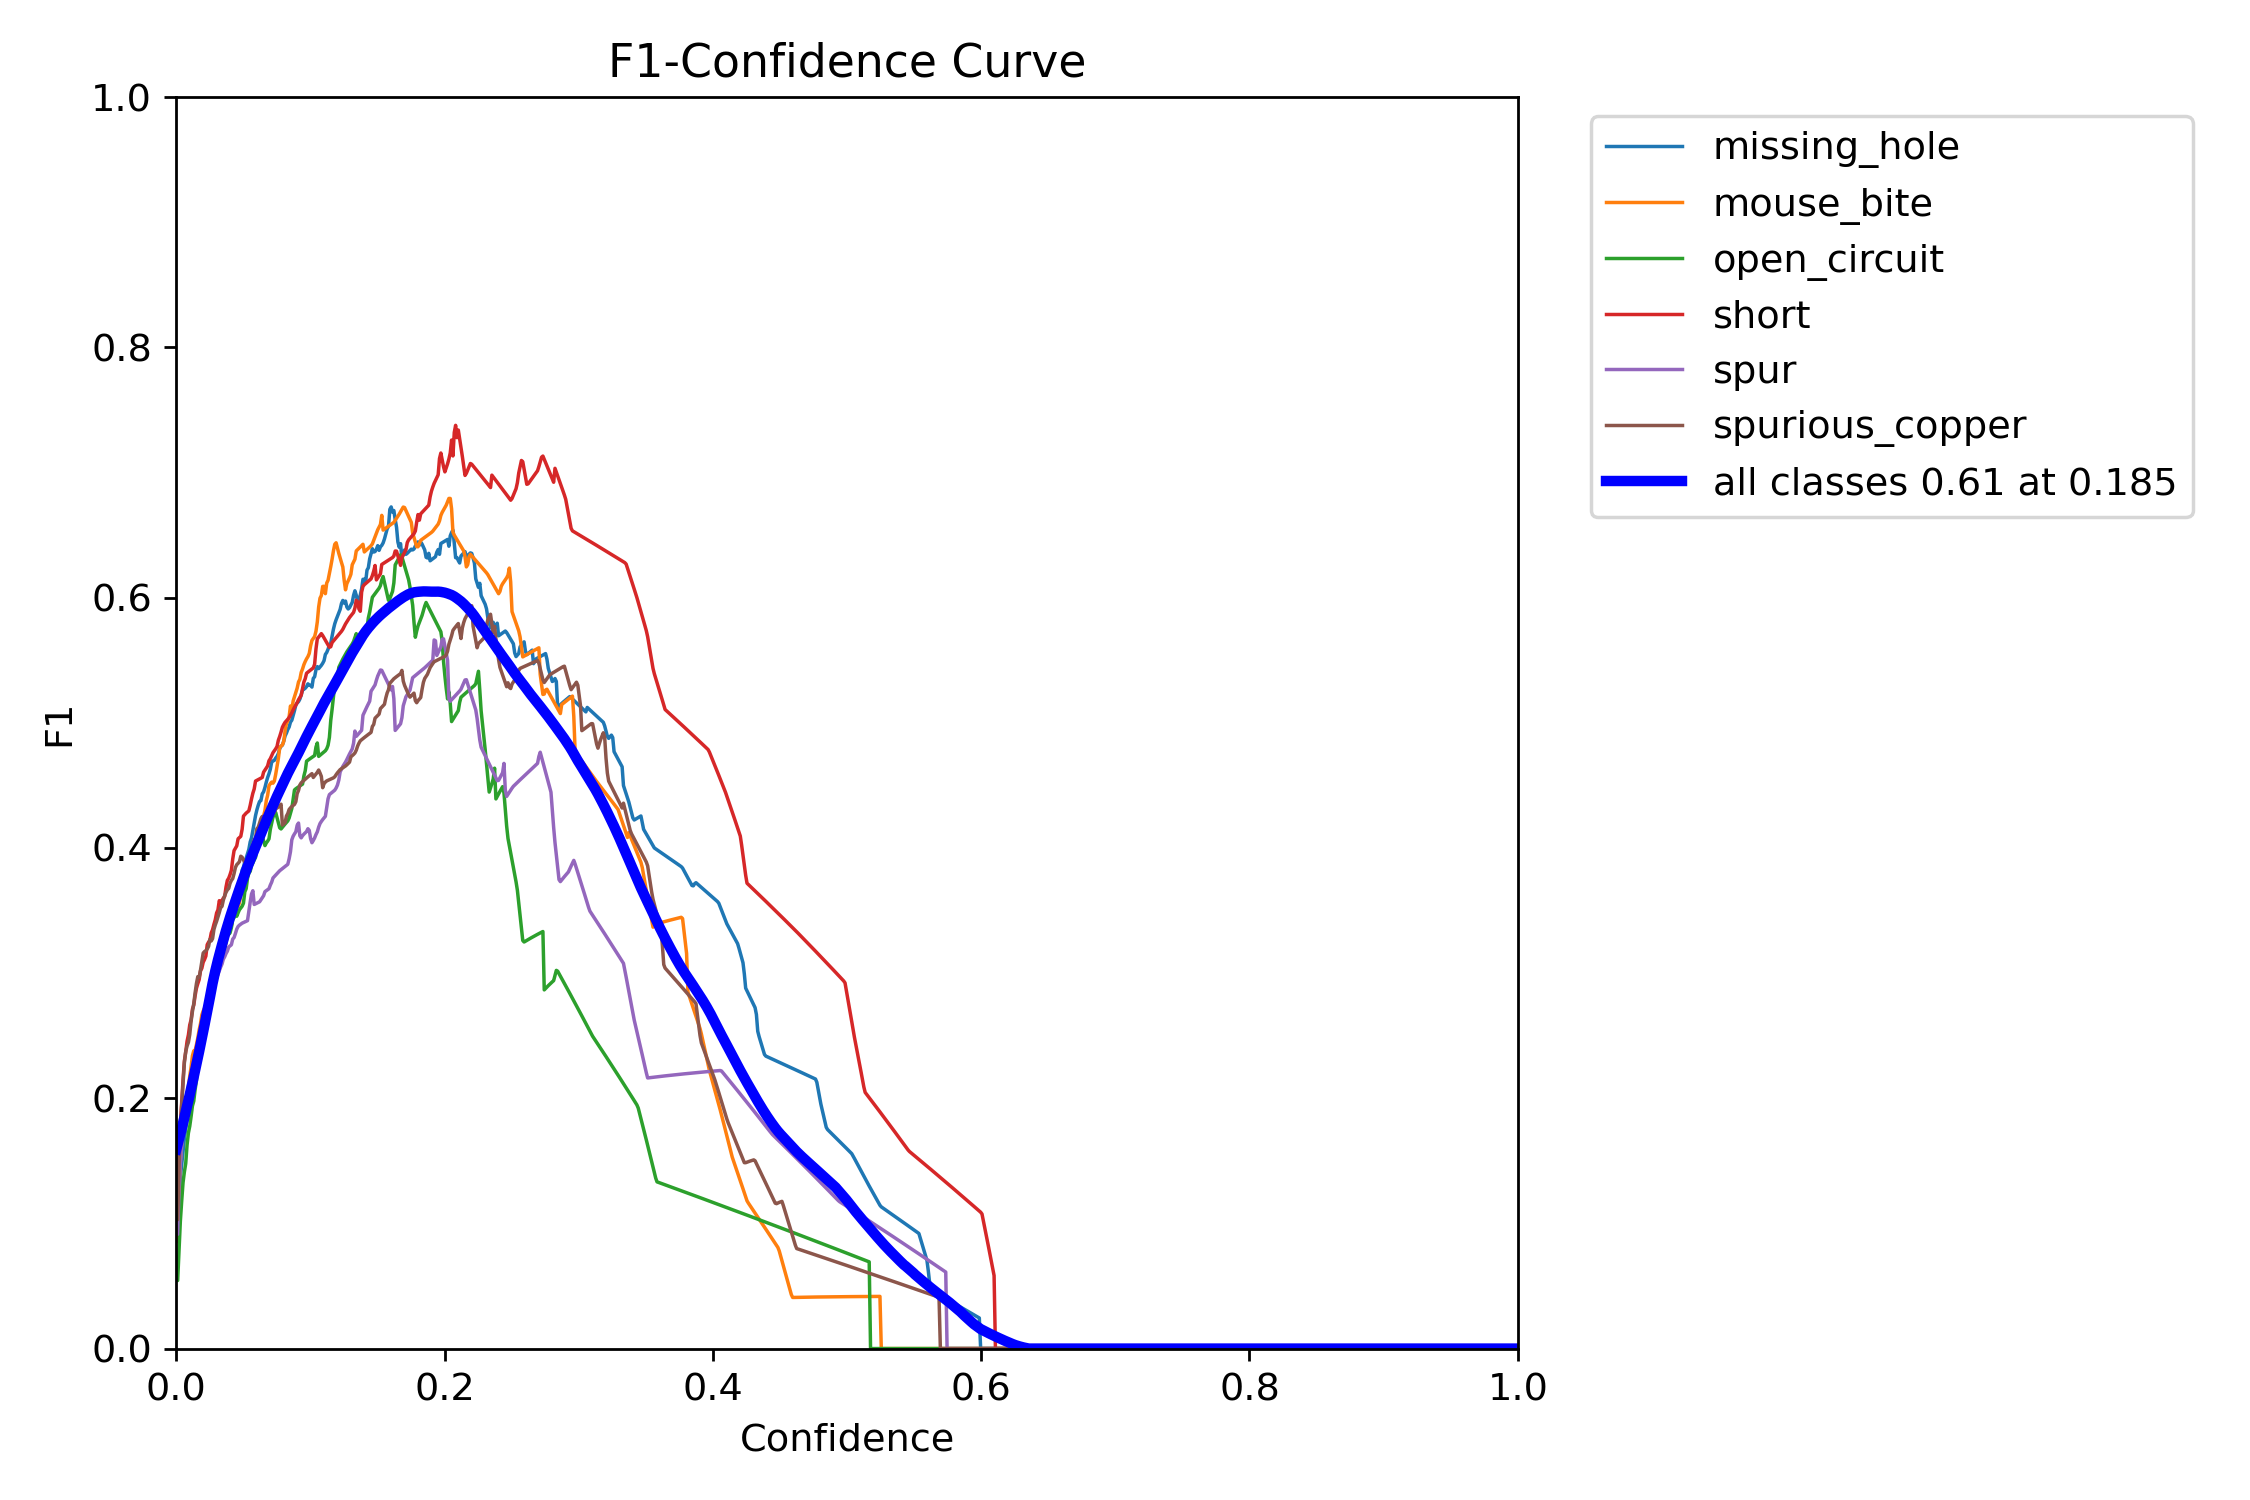 F1-Confidence Curve
1.0
0.8
0.6
0.4
0.2
0.0
F1
0.0 0.2 0.4 0.6 0.8 1.0
Confidence
missing_hole
mouse_bite
open_circuit
short
spur
spurious_copper
all classes 0.61 at 0.185